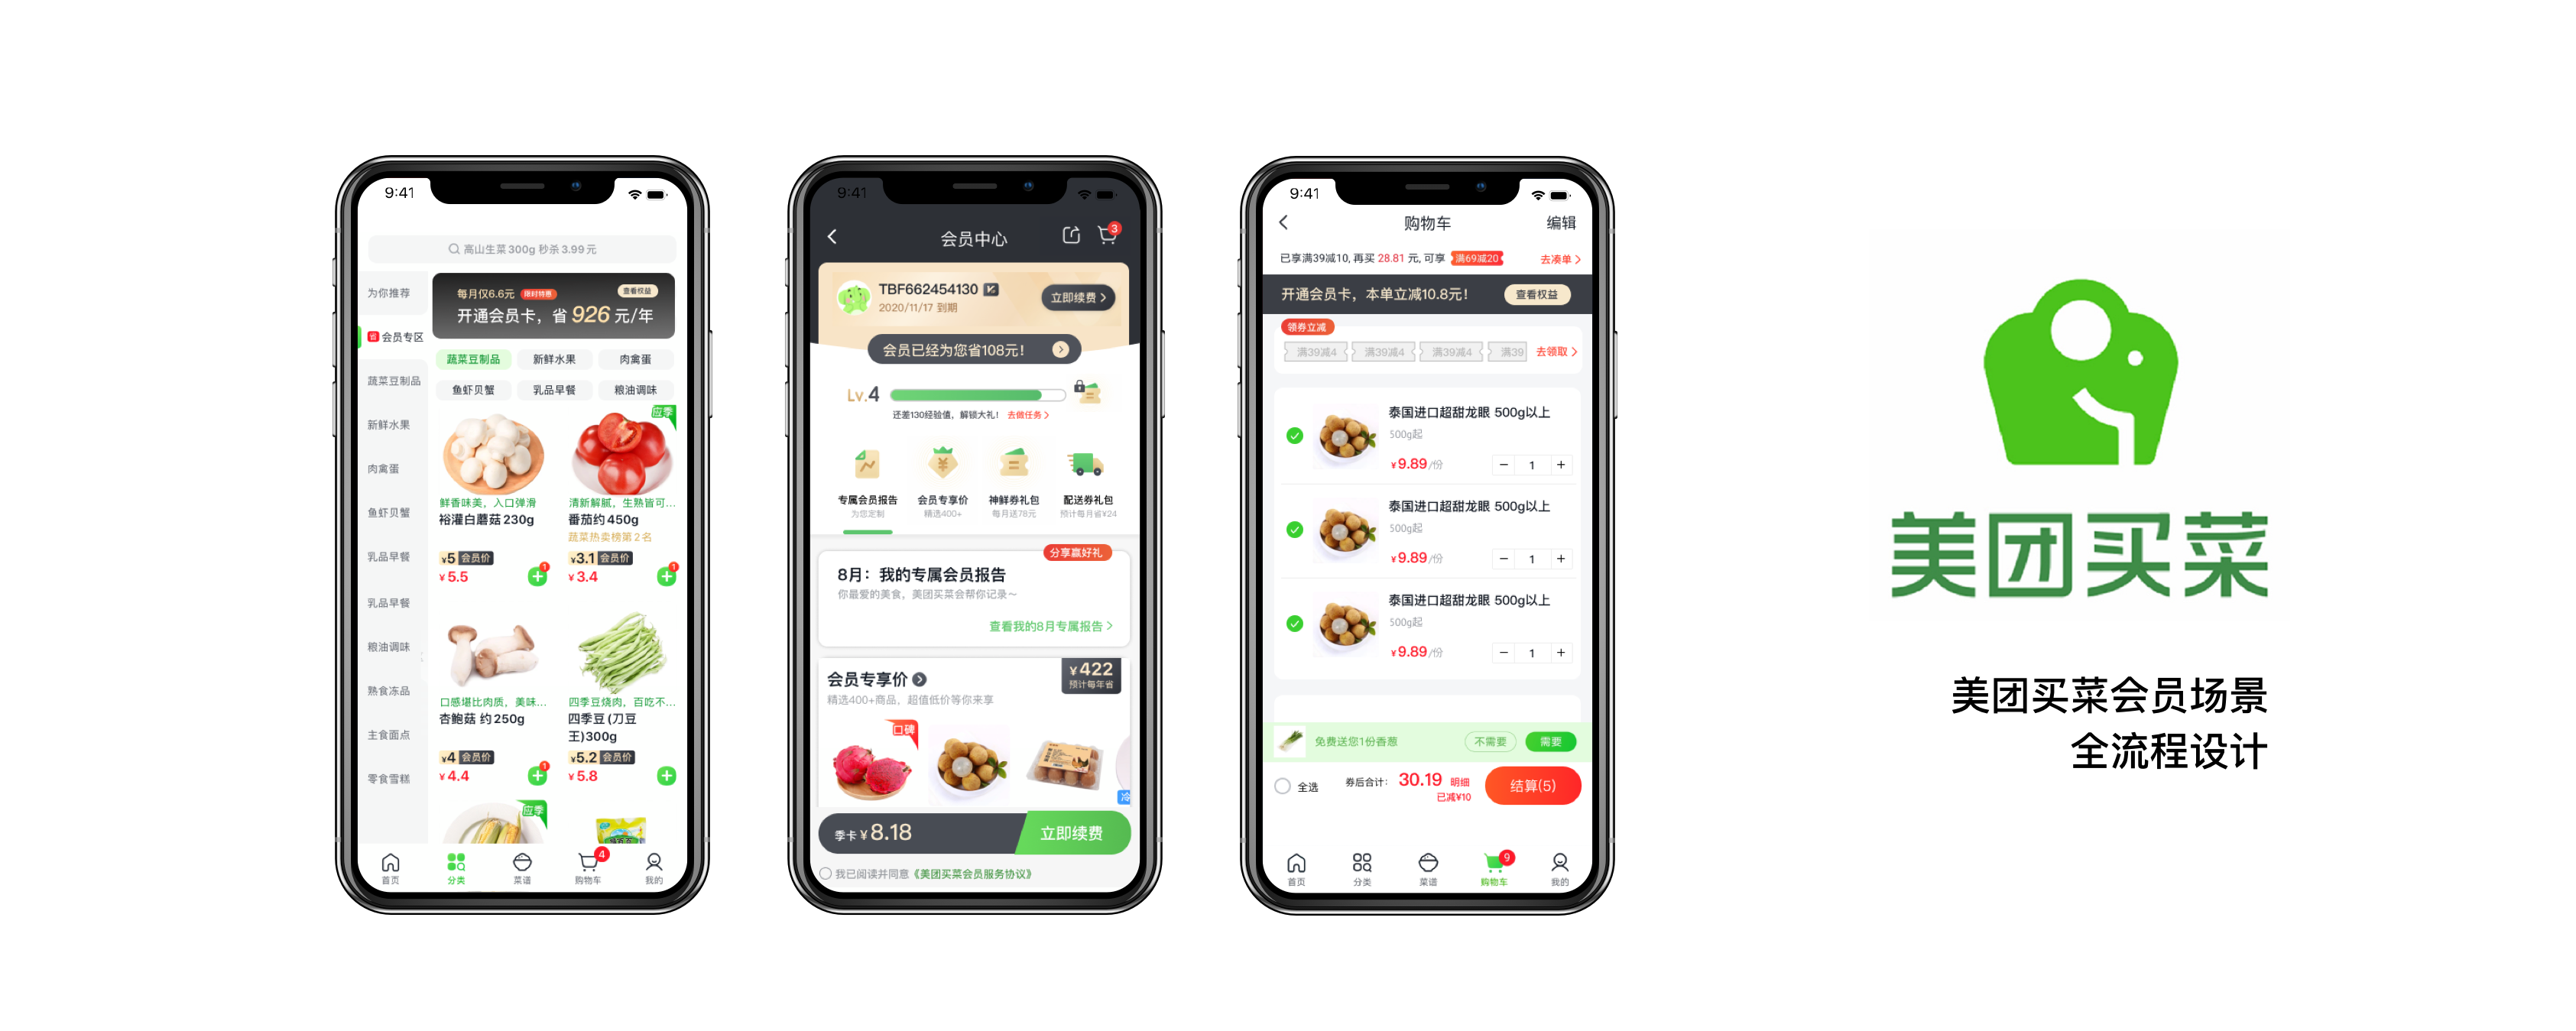 9:41
高山生菜300g 秒杀3.99元
为你推荐
省 会员专区
蔬菜豆制品
新鲜水果
肉禽蛋
鱼虾贝蟹
乳品早餐
乳品早餐
粮油调味
熟食冻品
主食面点
零食雪糕
每月仅6.6元 限时特惠 查看权益
开通会员卡，省 926 元/年
蔬菜豆制品 新鲜水果 肉禽蛋
鱼虾贝蟹 乳品早餐 粮油调味
鲜香味美，入口弹滑
裕灌白蘑菇230g
¥5 会员价
¥5.5
1
应季
清新解腻，生熟皆可...
番茄约450g
蔬菜热卖榜第2名
¥3.1 会员价
¥3.4
1
口感堪比肉质，美味...
杏鲍菇 约250g
¥4 会员价
¥4.4
1
四季豆烧肉，百吃不...
四季豆(刀豆
王)300g
¥5.2 会员价
¥5.8
应季
4
首页 分类 菜谱 购物车 我的
9:41
会员中心
3
TBF662454130
2020/11/17 到期
立即续费
会员已经为您省108元！
Lv.4
还差130经验值，解锁大礼！ 去做任务
专属会员报告 会员专享价 神鲜券礼包 配送券礼包
为您定制 精选400+ 每月送78元 预计每月省¥24
分享赢好礼
8月：我的专属会员报告
你最爱的美食，美团买菜会帮你记录～
查看我的8月专属报告
会员专享价
精选400+商品，超值低价等你来享
¥422
预计每年省
口碑
冷
季卡 ¥8.18 立即续费
我已阅读并同意《美团买菜会员服务协议》
9:41
购物车 编辑
已享满39减10, 再买 28.81 元, 可享 满69减20 去凑单
开通会员卡，本单立减10.8元！ 查看权益
领券立减
满39减4 满39减4 满39减4 满39 去领取
泰国进口超甜龙眼 500g以上
500g起
¥9.89/份 － 1 ＋
泰国进口超甜龙眼 500g以上
500g起
¥9.89/份 － 1 ＋
泰国进口超甜龙眼 500g以上
500g起
¥9.89/份 － 1 ＋
免费送您1份香葱 不需要 需要
全选 券后合计： 30.19 明细 结算(5)
已减¥10
9
首页 分类 菜谱 购物车 我的
美团买菜
美团买菜会员场景
全流程设计